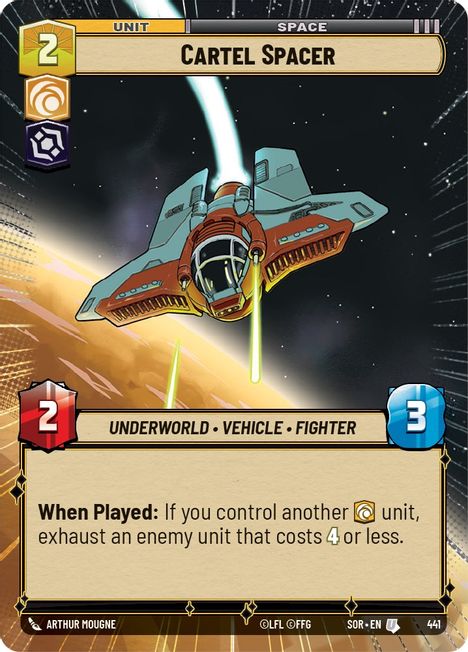 UNIT
SPACE
2
CARTEL SPACER
2
UNDERWORLD • VEHICLE • FIGHTER
3
When Played: If you control another unit,
exhaust an enemy unit that costs 4 or less.
ARTHUR MOUGNE
©LFL ©FFG
SOR • EN
441